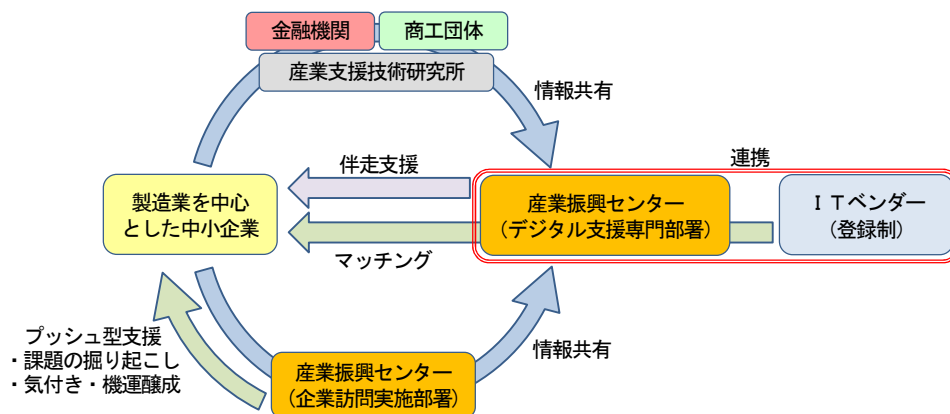 金融機関
商工団体
産業支援技術研究所
情報共有
連携
伴走支援
製造業を中心
とした中小企業
産業振興センター
（デジタル支援専門部署）
ＩＴベンダー
（登録制）
マッチング
プッシュ型支援
・課題の掘り起こし
・気付き・機運醸成
情報共有
産業振興センター
（企業訪問実施部署）